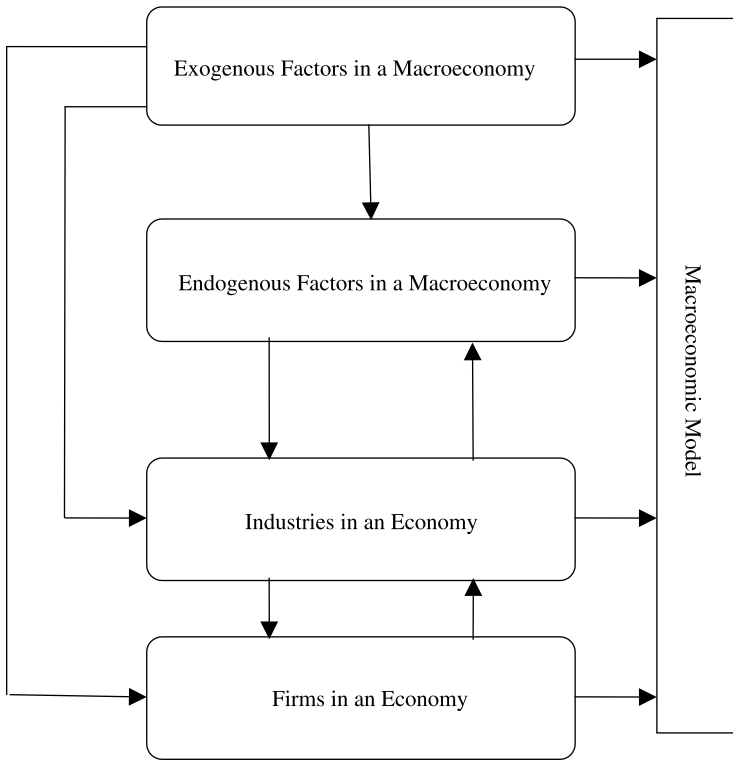 Exogenous Factors in a Macroeconomy
Endogenous Factors in a Macroeconomy
Macroeconomic Model
Industries in an Economy
Firms in an Economy